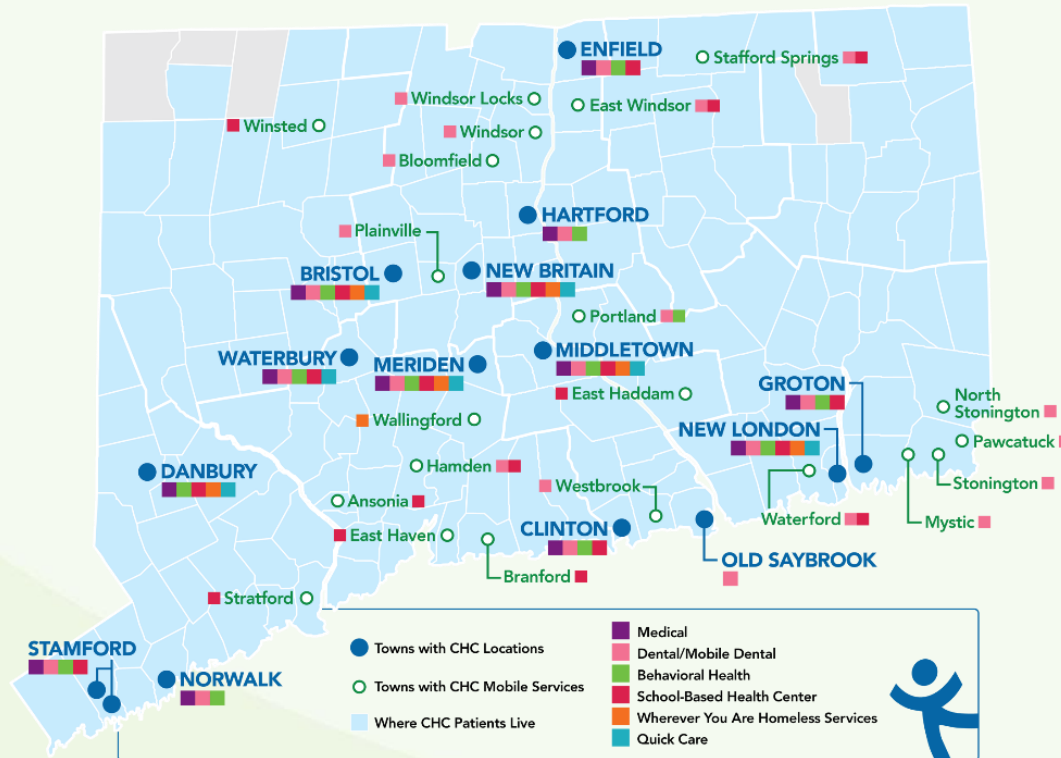 ENFIELD
Stafford Springs
Windsor Locks
East Windsor
Winsted
Windsor
Bloomfield
HARTFORD
Plainville
BRISTOL
NEW BRITAIN
Portland
WATERBURY
MERIDEN
MIDDLETOWN
GROTON
East Haddam
North
Stonington
Wallingford
NEW LONDON
Pawcatuck
DANBURY
Hamden
Westbrook
Stonington
Ansonia
Waterford
Mystic
East Haven
CLINTON
OLD SAYBROOK
Branford
Stratford
STAMFORD
NORWALK
Towns with CHC Locations
Towns with CHC Mobile Services
Where CHC Patients Live
Medical
Dental/Mobile Dental
Behavioral Health
School-Based Health Center
Wherever You Are Homeless Services
Quick Care